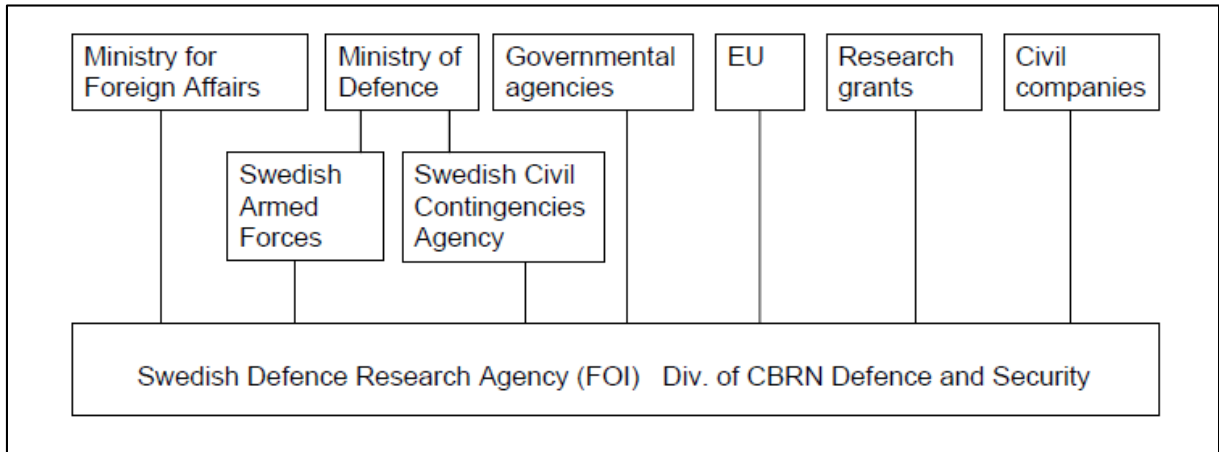 Ministry for
Foreign Affairs
Ministry of
Defence
Governmental
agencies
EU
Research
grants
Civil
companies
Swedish
Armed
Forces
Swedish Civil
Contingencies
Agency
Swedish Defence Research Agency (FOI) Div. of CBRN Defence and Security